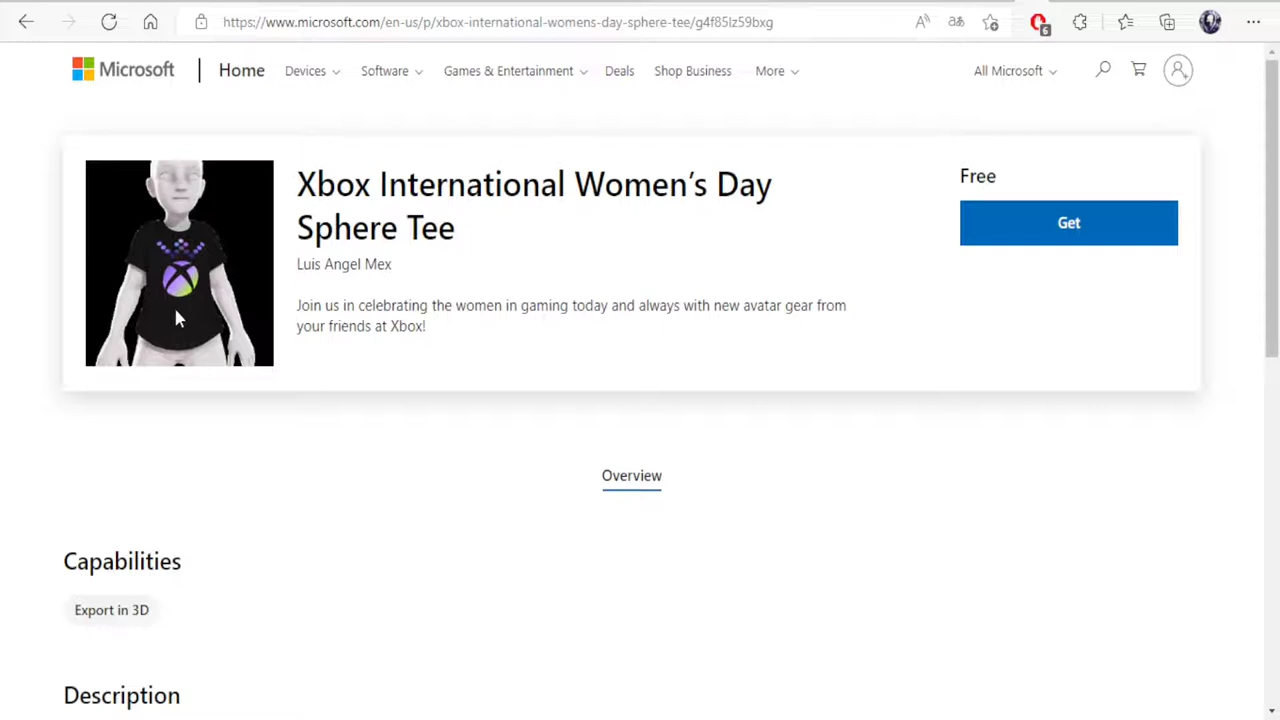 https://www.microsoft.com/en-us/p/xbox-international-womens-day-sphere-tee/g4f85lz59bxg
6
Microsoft Home Devices Software Games & Entertainment Deals Shop Business More All Microsoft
Xbox International Women's Day
Sphere Tee
Luis Angel Mex
Join us in celebrating the women in gaming today and always with new avatar gear from
your friends at Xbox!
Free
Get
Overview
Capabilities
Export in 3D
Description